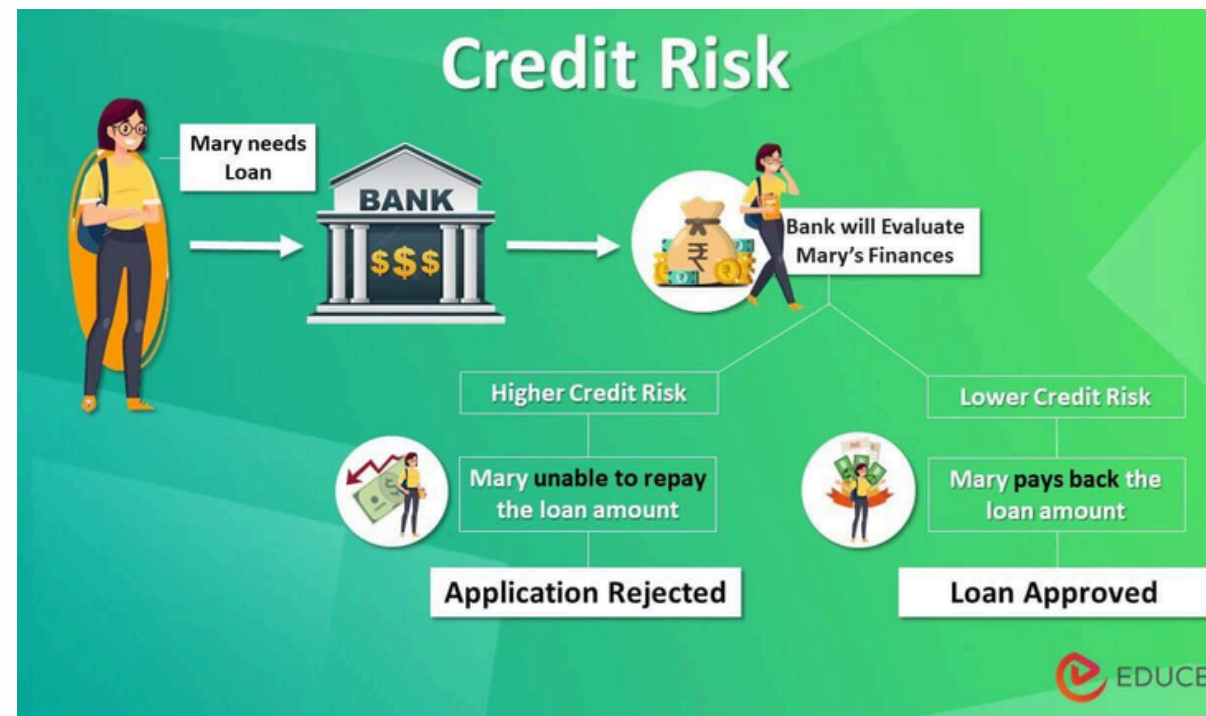 Credit Risk
Mary needs
Loan
BANK
$$$
₹
₹
Bank will Evaluate
Mary’s Finances
Higher Credit Risk
Lower Credit Risk
Mary unable to repay
the loan amount
Mary pays back the
loan amount
Application Rejected
Loan Approved
EDUCE